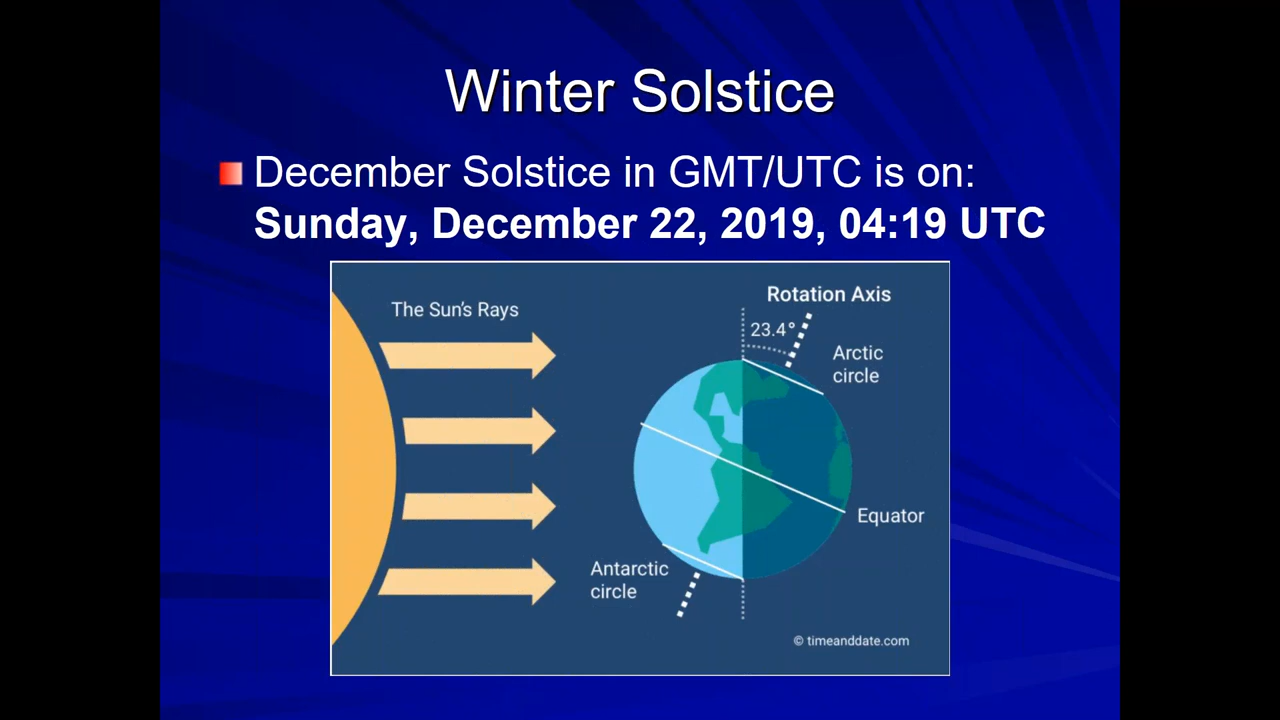 Winter Solstice
December Solstice in GMT/UTC is on:
Sunday, December 22, 2019, 04:19 UTC
The Sun's Rays
Rotation Axis
23.4°
Arctic
circle
Equator
Antarctic
circle
© timeanddate.com